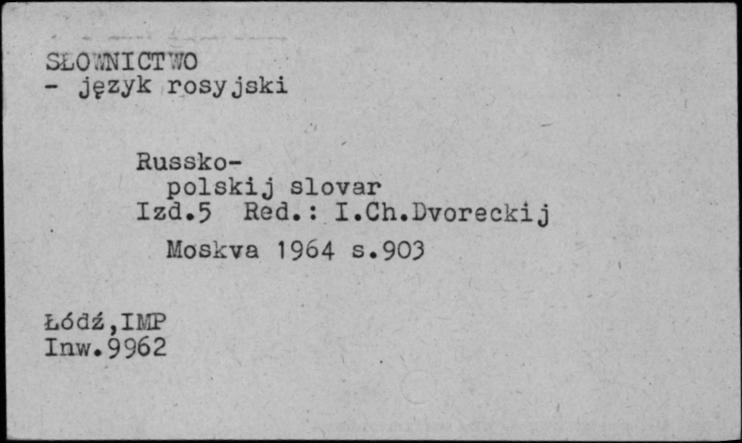 SŁOWNICTWO
- język rosyjski
Russko-
polskij slovar
Izd.5 Red.: I.Ch.Dvoreckij
Moskva 1964 s.903
Łódź,IMP
Inw.9962